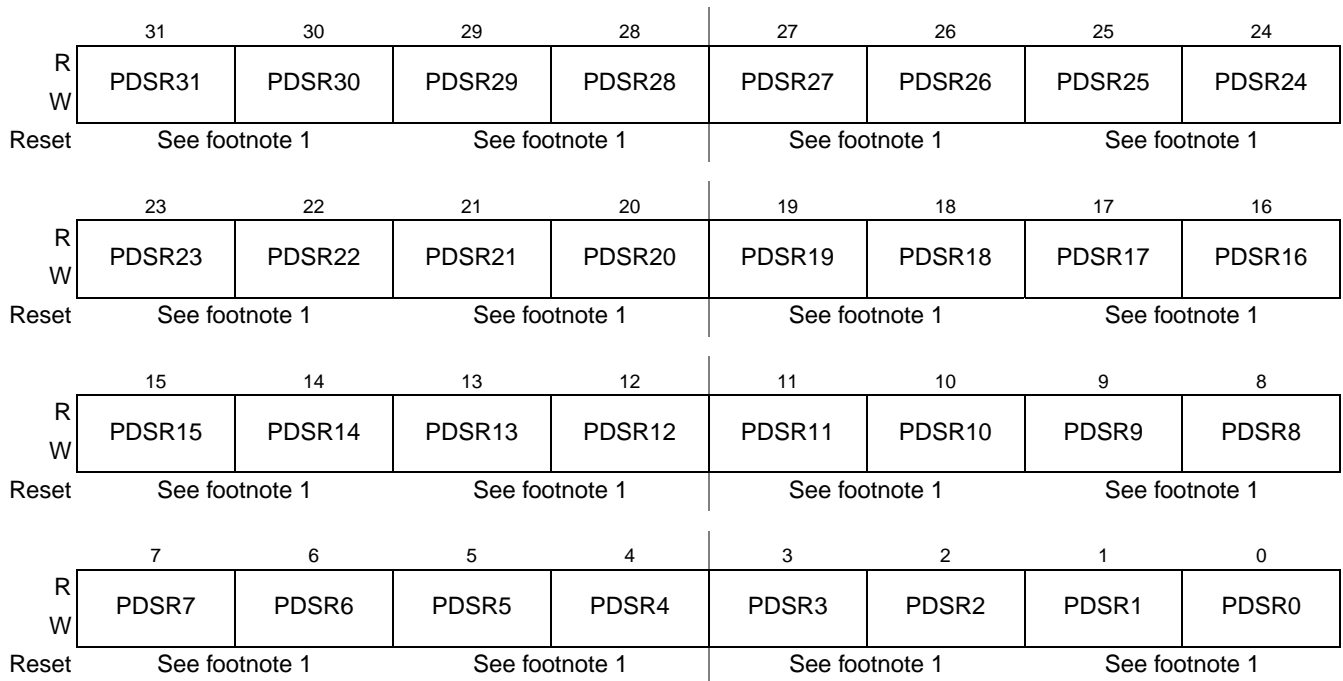 31 30 29 28 27 26 25 24
R
W
PDSR31 PDSR30 PDSR29 PDSR28 PDSR27 PDSR26 PDSR25 PDSR24
Reset See footnote 1 See footnote 1 See footnote 1 See footnote 1
23 22 21 20 19 18 17 16
R
W
PDSR23 PDSR22 PDSR21 PDSR20 PDSR19 PDSR18 PDSR17 PDSR16
Reset See footnote 1 See footnote 1 See footnote 1 See footnote 1
15 14 13 12 11 10 9 8
R
W
PDSR15 PDSR14 PDSR13 PDSR12 PDSR11 PDSR10 PDSR9 PDSR8
Reset See footnote 1 See footnote 1 See footnote 1 See footnote 1
7 6 5 4 3 2 1 0
R
W
PDSR7 PDSR6 PDSR5 PDSR4 PDSR3 PDSR2 PDSR1 PDSR0
Reset See footnote 1 See footnote 1 See footnote 1 See footnote 1